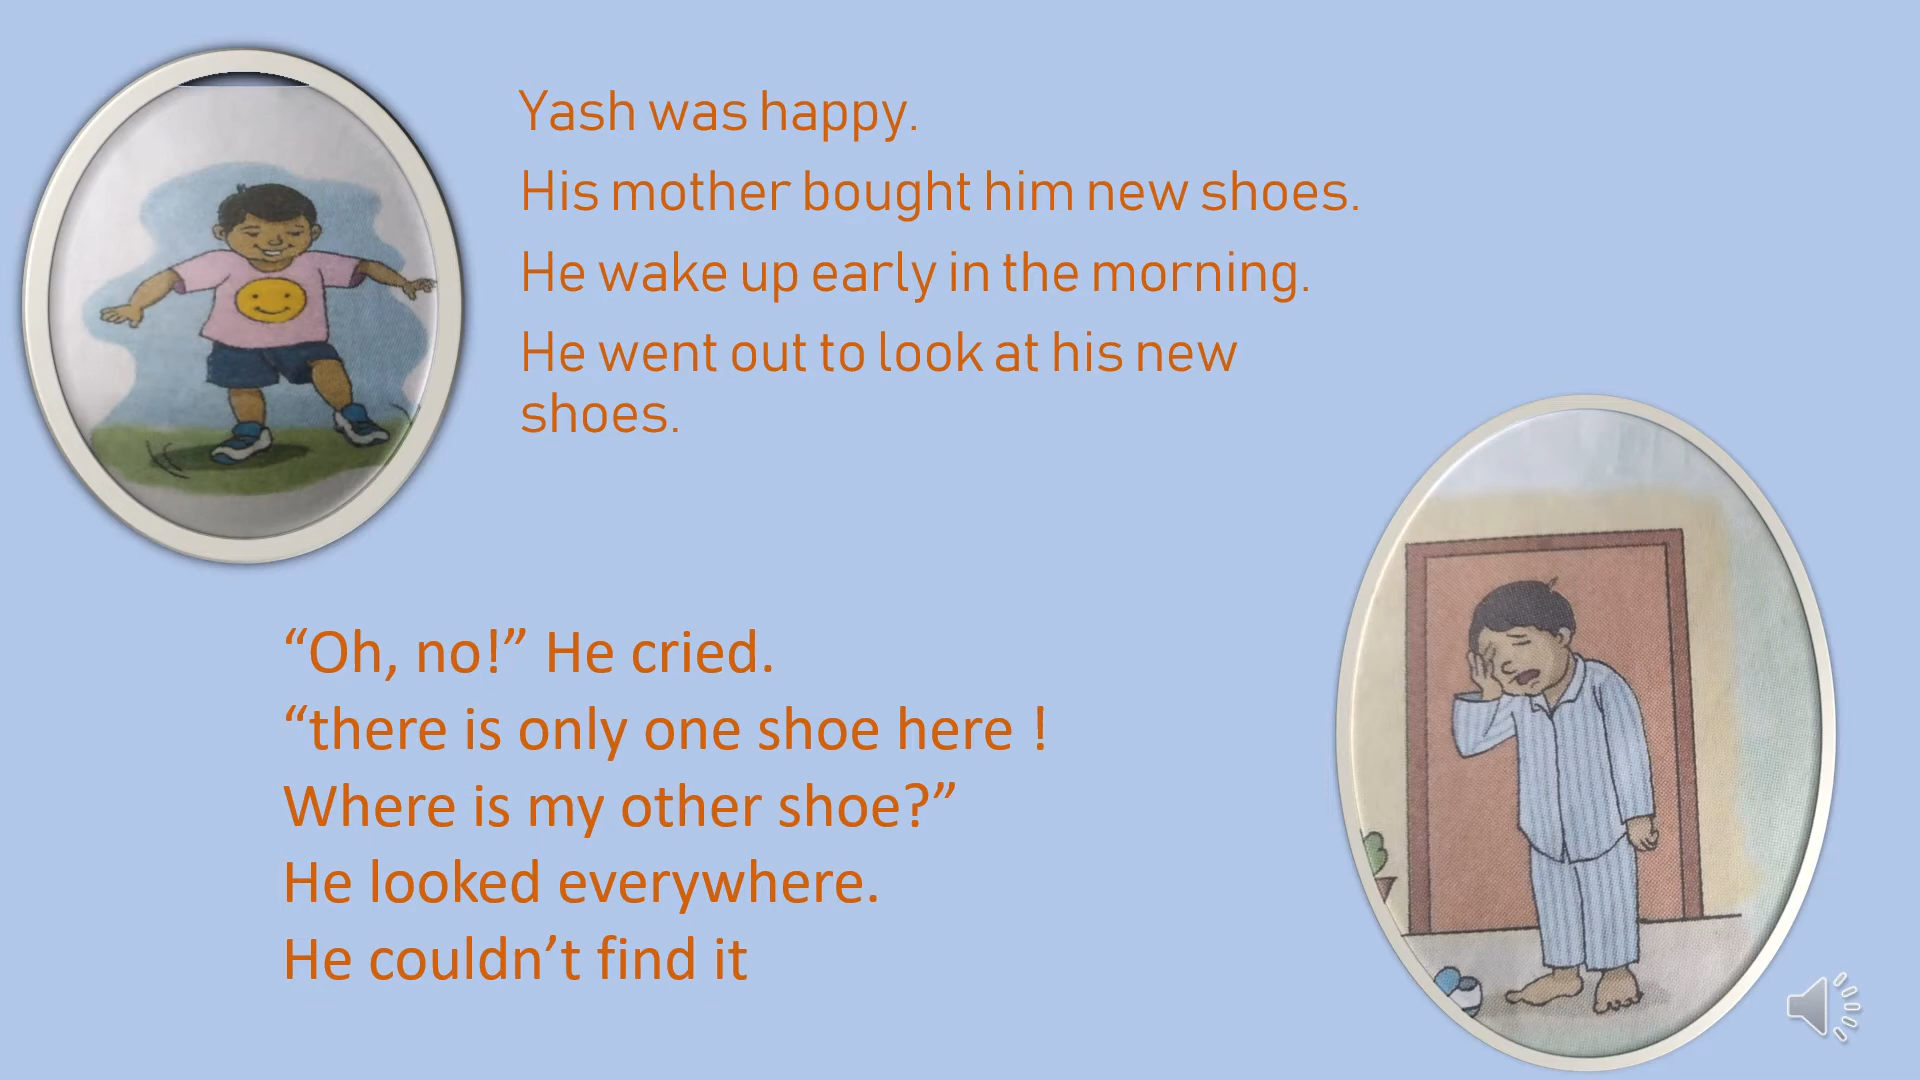 Yash was happy.
His mother bought him new shoes.
He wake up early in the morning.
He went out to look at his new
shoes.
“Oh, no!” He cried.
“there is only one shoe here !
Where is my other shoe?”
He looked everywhere.
He couldn’t find it